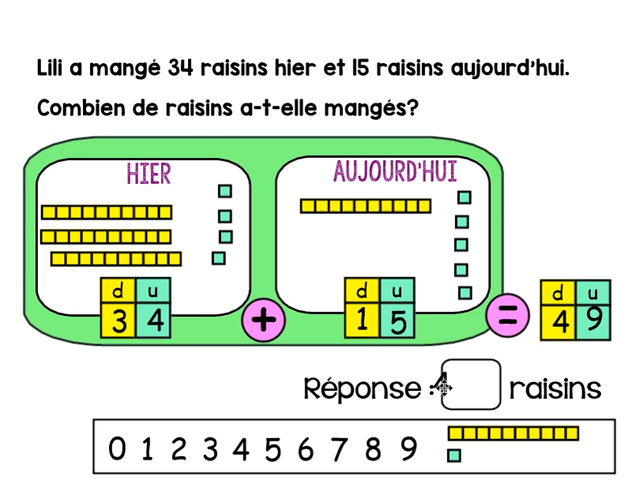 Lili a mangé 34 raisins hier et 15 raisins aujourd'hui.
Combien de raisins a-t-elle mangés?
HIER
AUJOURD'HUI
d u
3 4
+
d u
1 5
=
d u
4 9
Réponse : 4 raisins
0 1 2 3 4 5 6 7 8 9